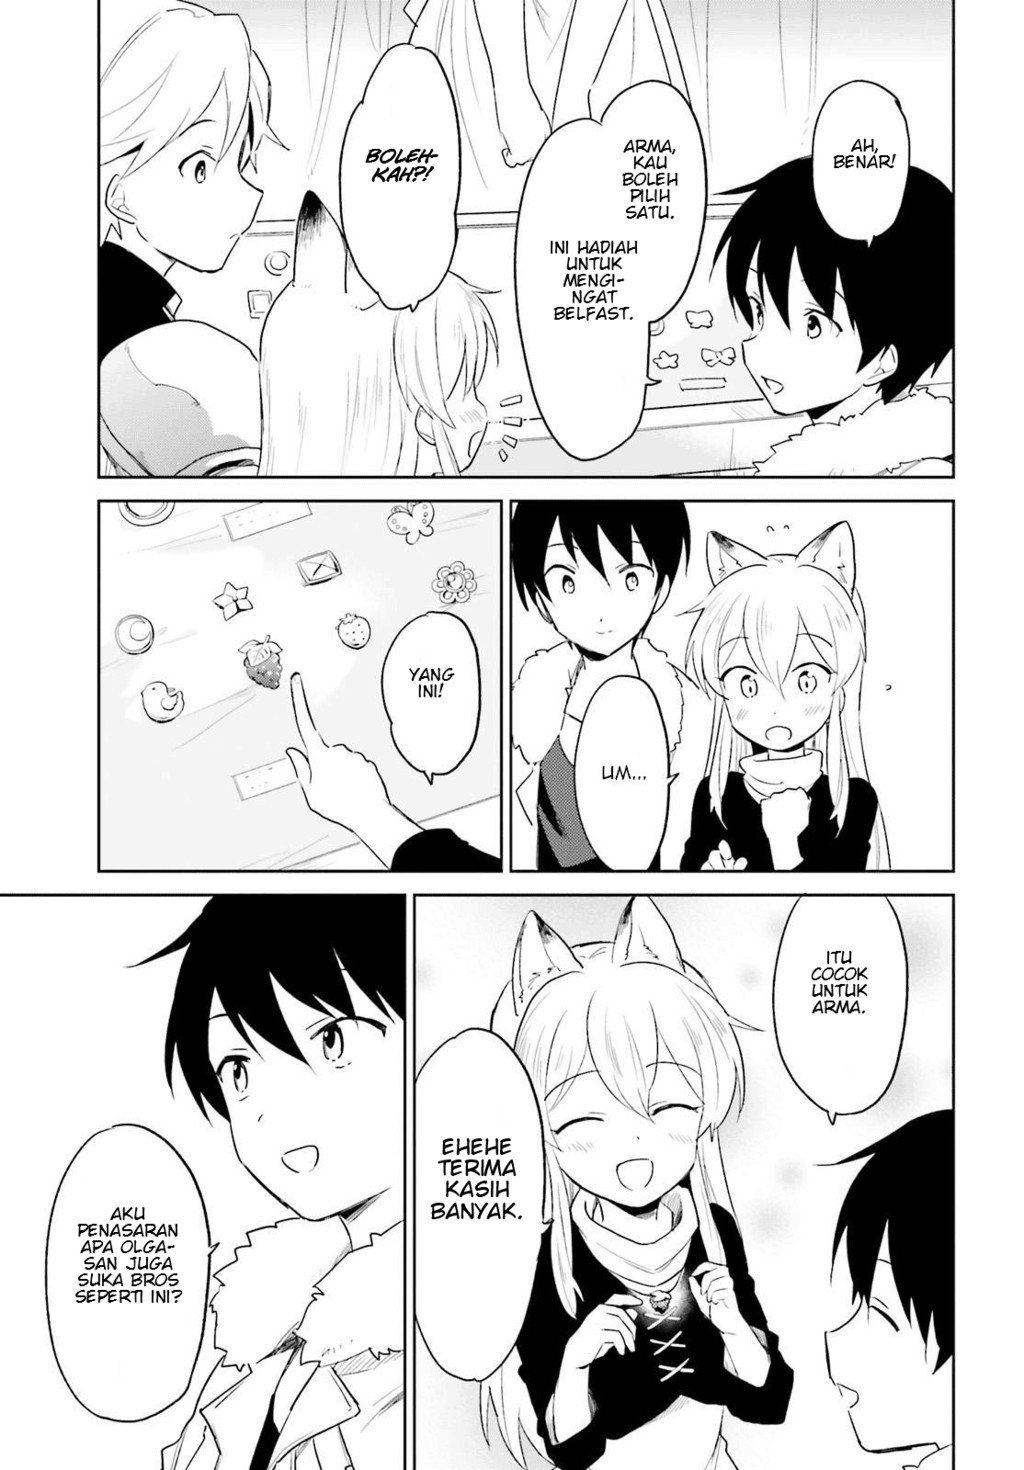 AH,
BENAR!
ARMA,
KAU
BOLEH
PILIH
SATU.
INI HADIAH
UNTUK
MENGI-
NGAT
BELFAST.
BOLEH-
KAH?!
UM...
YANG
INI!
ITU
COCOK
UNTUK
ARMA.
EHEHE
TERIMA
KASIH
BANYAK.
AKU
PENASARAN
APA OLGA-
SAN JUGA
SUKA BROS
SEPERTI INI?